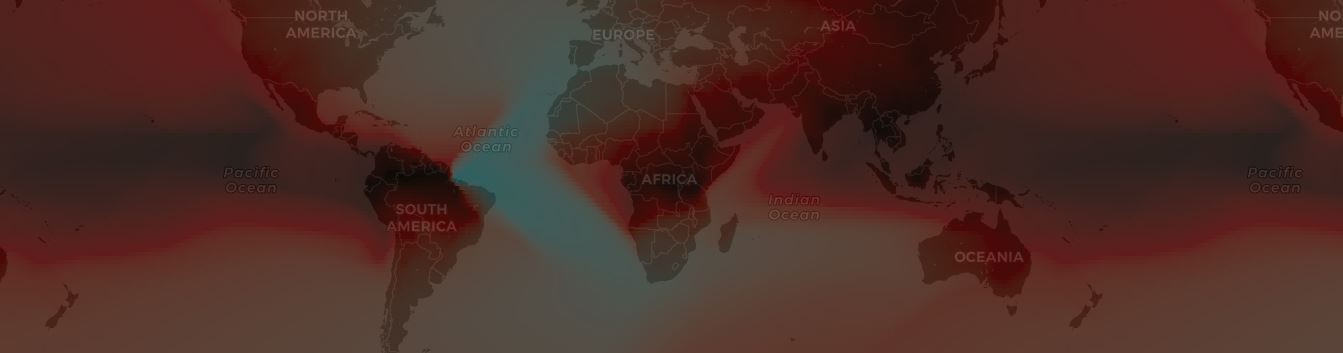 NORTH
AMERICA
EUROPE
ASIA
NO
AME
Atlantic
Ocean
Pacific
Ocean
AFRICA
Indian
Ocean
Pacific
Ocean
SOUTH
AMERICA
OCEANIA